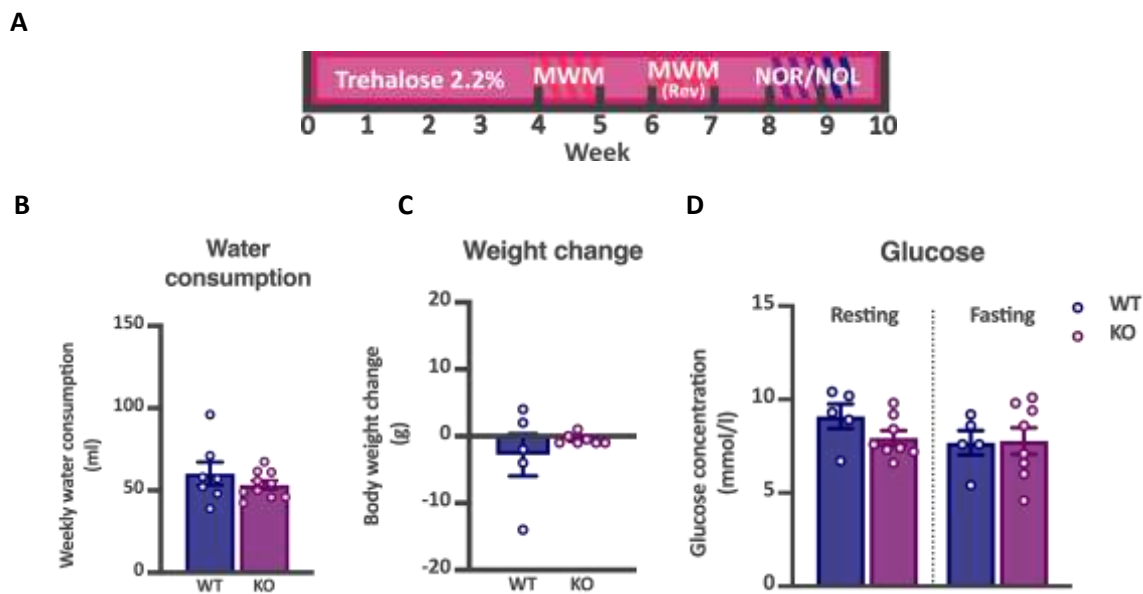 A
Trehalose 2.2% MWM MWM (Rev) NOR/NOL
0 1 2 3 4 5 6 7 8 9 10
Week
B
Water
consumption
Weekly water consumption
(ml)
150
100
50
0
WT KO
C
Weight change
Body weight change
(g)
20
10
0
-10
-20
WT KO
D
Glucose
Glucose concentration
(mmol/l)
15
10
5
0
Resting Fasting
WT
KO